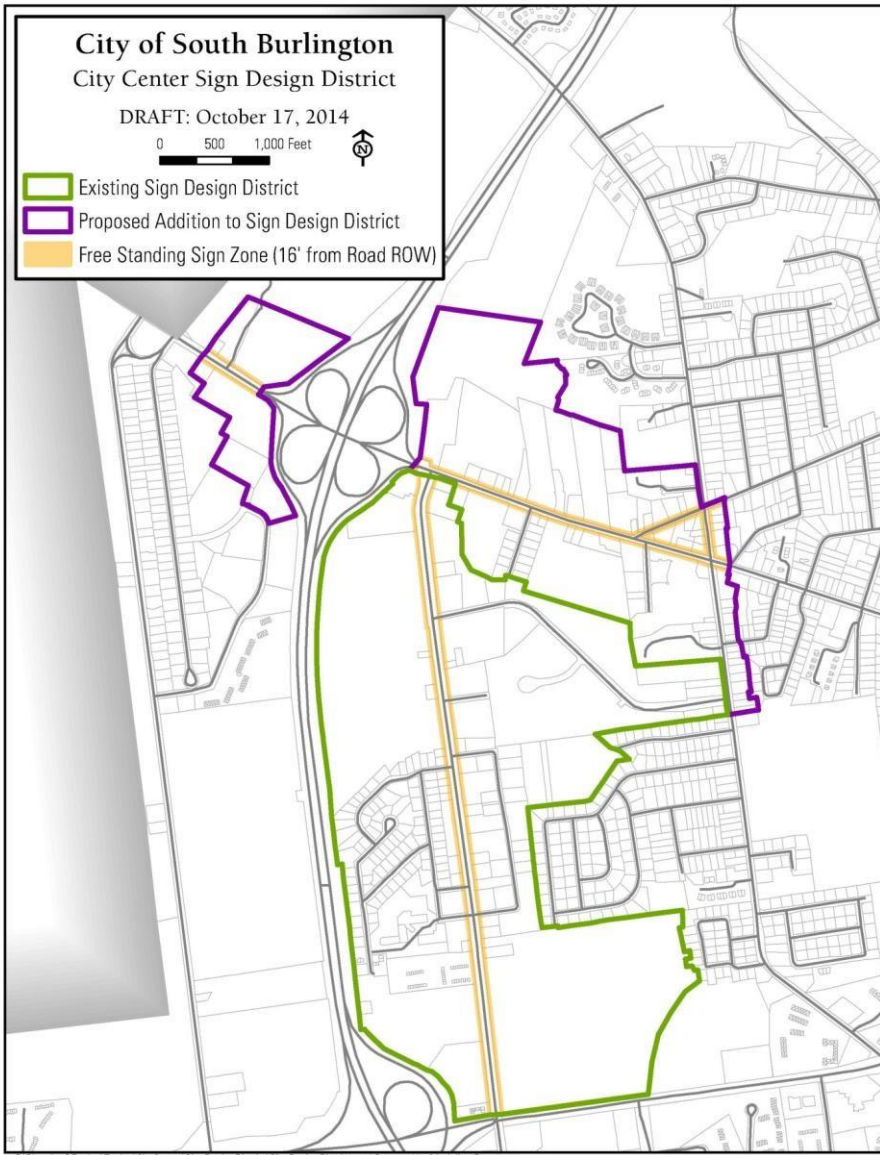 City of South Burlington
City Center Sign Design District
DRAFT: October 17, 2014
0 500 1,000 Feet
N
Existing Sign Design District
Proposed Addition to Sign Design District
Free Standing Sign Zone (16' from Road ROW)